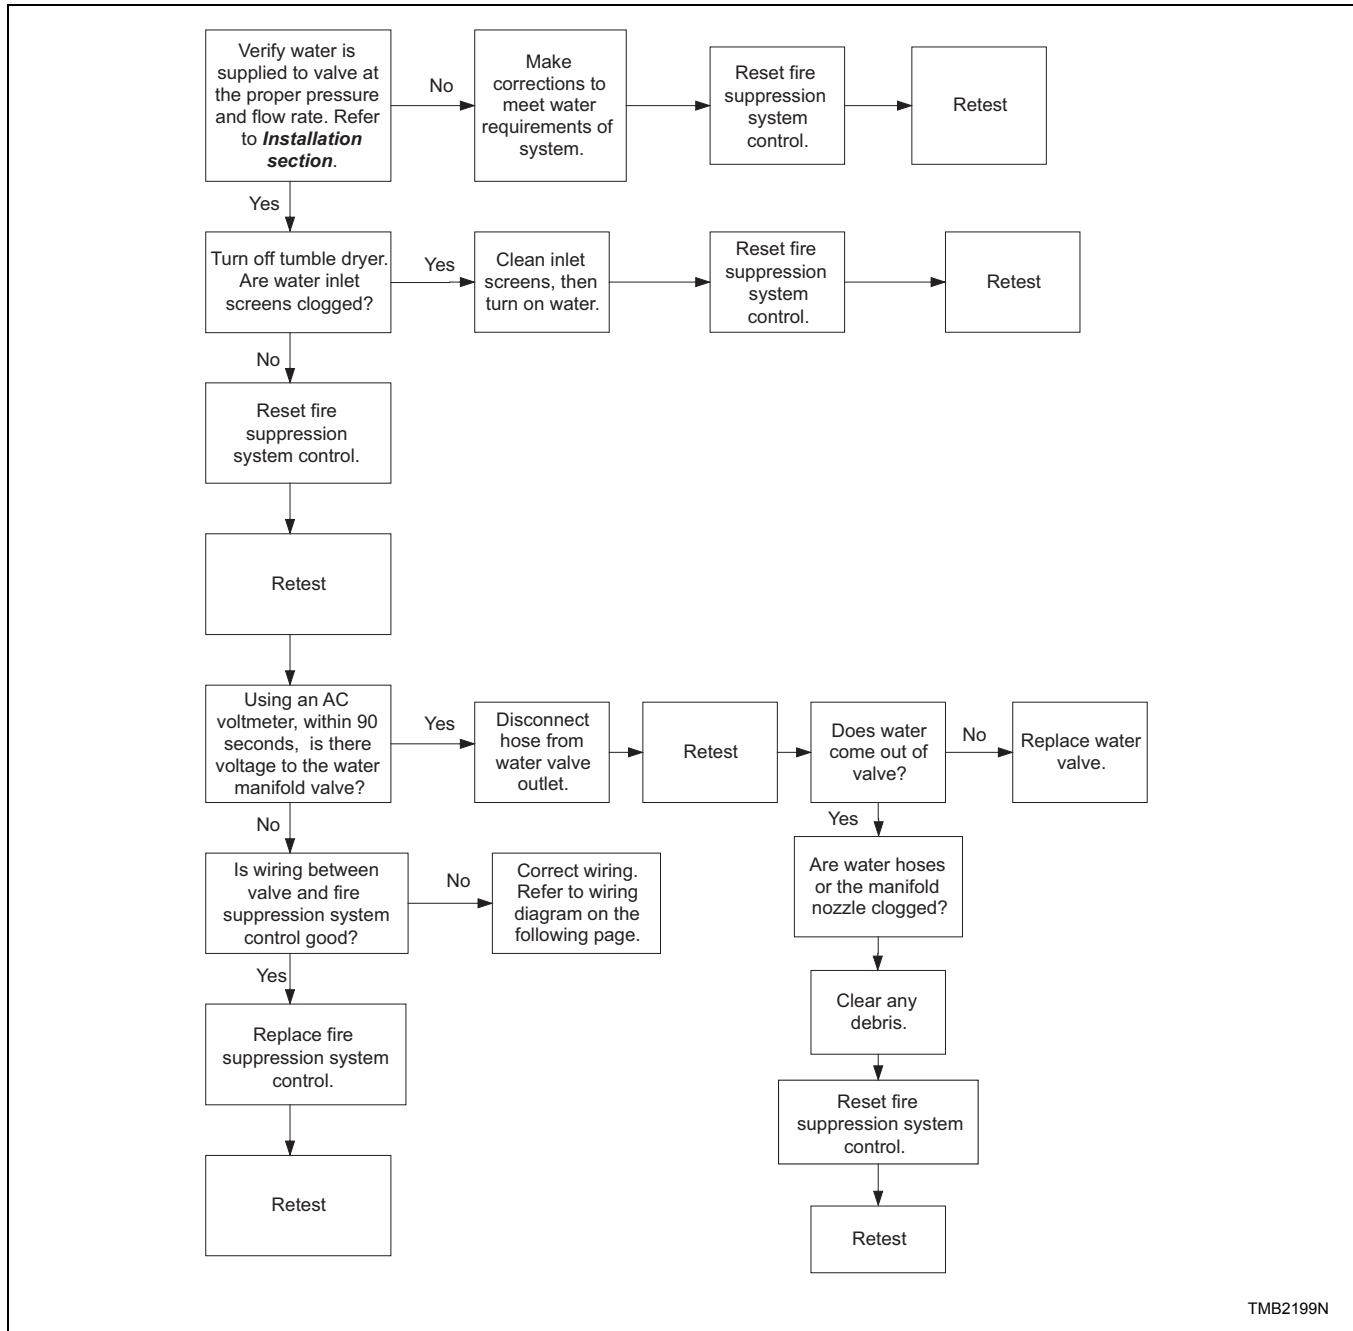 Verify water is
supplied to valve at
the proper pressure
and flow rate. Refer
to Installation
section.
No
Make
corrections to
meet water
requirements of
system.
Reset fire
suppression
system
control.
Retest
Yes
Turn off tumble dryer.
Are water inlet
screens clogged?
Yes
Clean inlet
screens, then
turn on water.
Reset fire
suppression
system
control.
Retest
No
Reset fire
suppression
system control.
Retest
Using an AC
voltmeter, within 90
seconds, is there
voltage to the water
manifold valve?
Yes
Disconnect
hose from
water valve
outlet.
Retest
Does water
come out of
valve?
No
Replace water
valve.
No
Is wiring between
valve and fire
suppression system
control good?
No
Correct wiring.
Refer to wiring
diagram on the
following page.
Yes
Are water hoses
or the manifold
nozzle clogged?
Yes
Replace fire
suppression system
control.
Retest
Clear any
debris.
Reset fire
suppression system
control.
Retest
TMB2199N